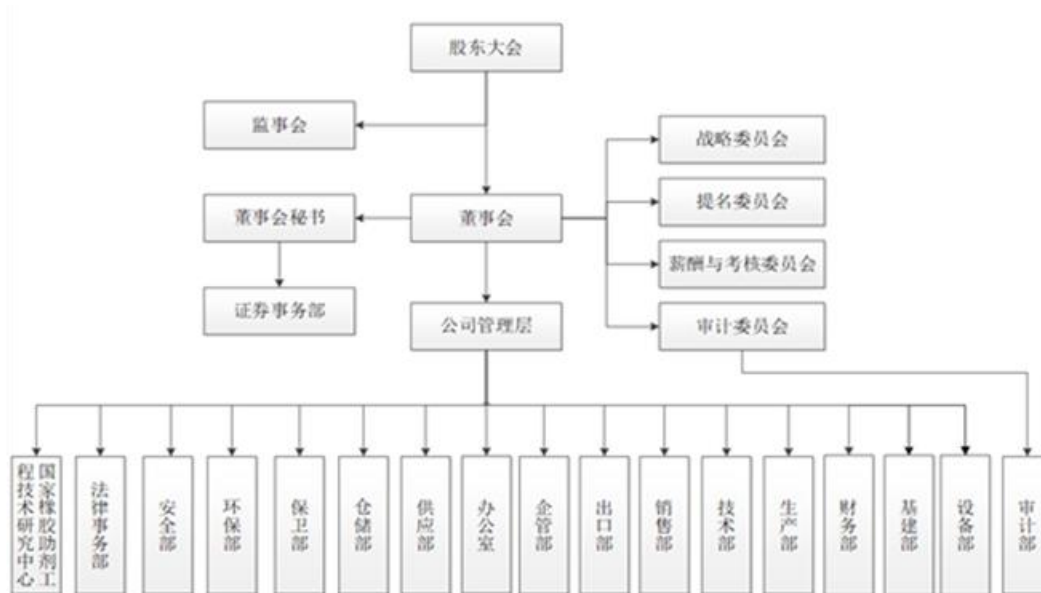 股东大会
监事会
战略委员会
提名委员会
董事会秘书
董事会
薪酬与考核委员会
证券事务部
公司管理层
审计委员会
国家橡胶助剂工
程技术研究中心
法律事务部
安全部
环保部
保卫部
仓储部
供应部
办公室
企管部
出口部
销售部
技术部
生产部
财务部
基建部
设备部
审计部